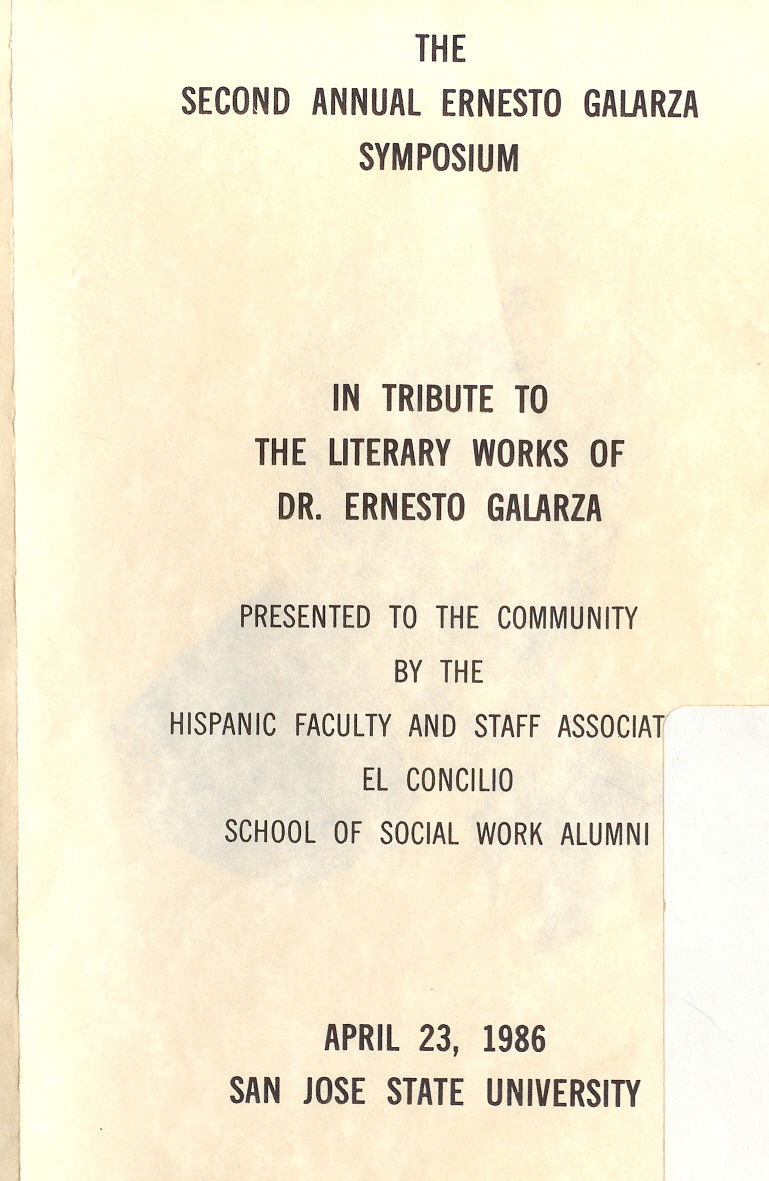 THE
SECOND ANNUAL ERNESTO GALARZA
SYMPOSIUM
IN TRIBUTE TO
THE LITERARY WORKS OF
DR. ERNESTO GALARZA
PRESENTED TO THE COMMUNITY
BY THE
HISPANIC FACULTY AND STAFF ASSOCIAT
EL CONCILIO
SCHOOL OF SOCIAL WORK ALUMNI
APRIL 23, 1986
SAN JOSE STATE UNIVERSITY